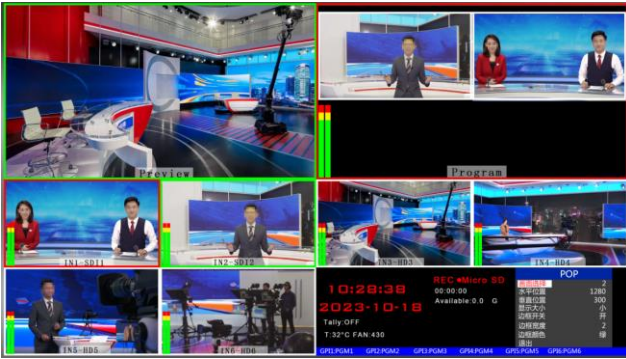 Preview
Program
IN1-SDI1
IN2-SDI2
IN3-HD3
IN4-HD4
IN5-HD5
IN6-HD6
10:28:38
2023-10-18
Tally:OFF
T:32°C FAN:430
REC Micro SD
00:00:00
Available:0.0 G
POP
2
水平位置 1280
垂直位置 300
显示大小 小
边框开关 开
边框宽度 2
边框颜色 绿
退出
GPI1:PGM1 GPI2:PGM2 GPI3:PGM3 GPI4:PGM4 GPI5:PGM5 GPI6:PGM6